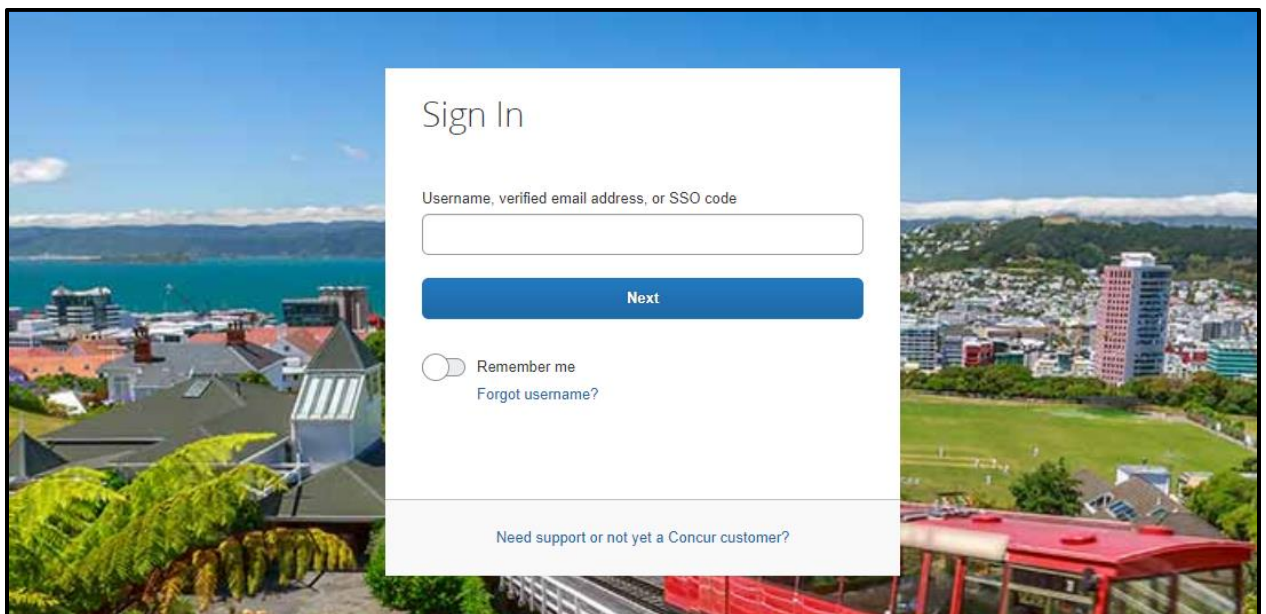 Sign In
Username, verified email address, or SSO code
Next
Remember me
Forgot username?
Need support or not yet a Concur customer?